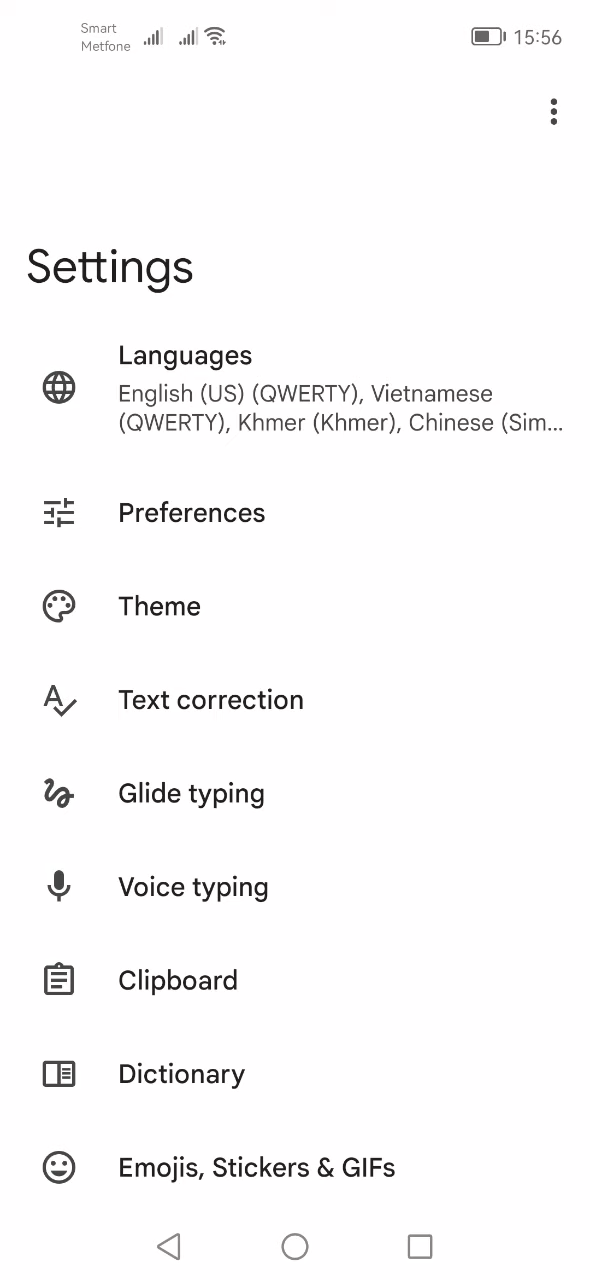 Smart
Metfone
15:56
Settings
Languages
English (US) (QWERTY), Vietnamese
(QWERTY), Khmer (Khmer), Chinese (Sim...
Preferences
Theme
Text correction
Glide typing
Voice typing
Clipboard
Dictionary
Emojis, Stickers & GIFs